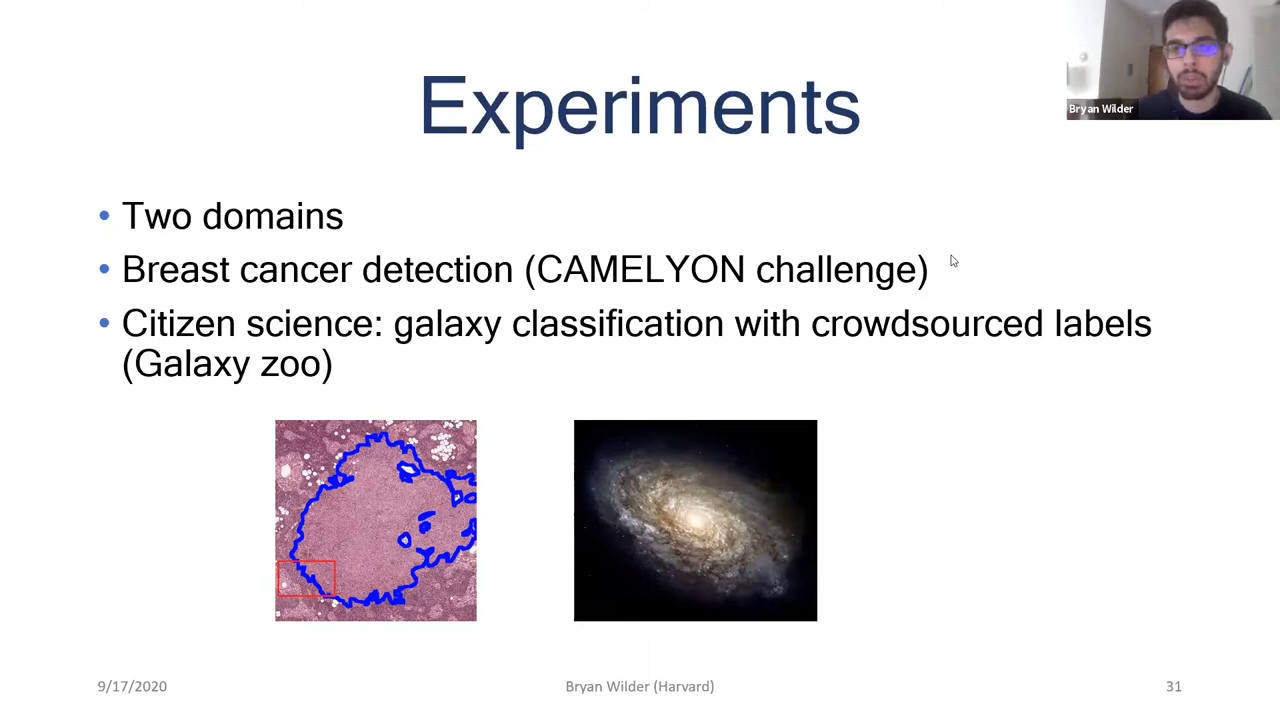 Experiments
Bryan Wilder
• Two domains
• Breast cancer detection (CAMELYON challenge)
• Citizen science: galaxy classification with crowdsourced labels
(Galaxy zoo)
9/17/2020
Bryan Wilder (Harvard)
31